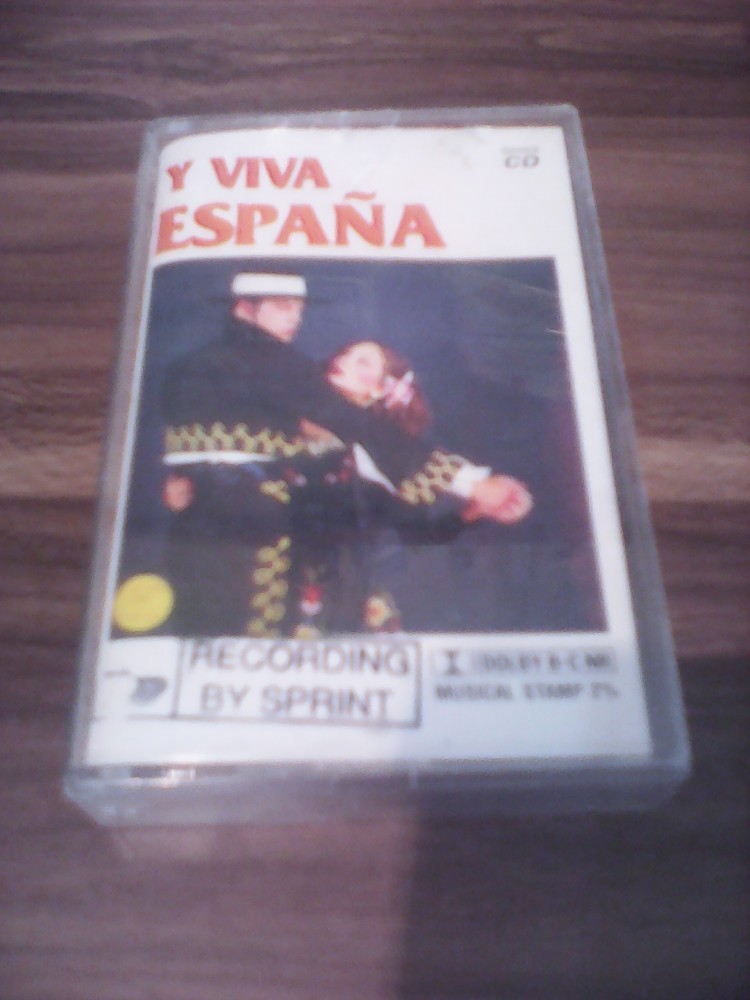 Y VIVA
ESPAÑA
CD
RECORDING
BY SPRINT
I DOLBY B-C NR
MUSICAL STAMP 2%